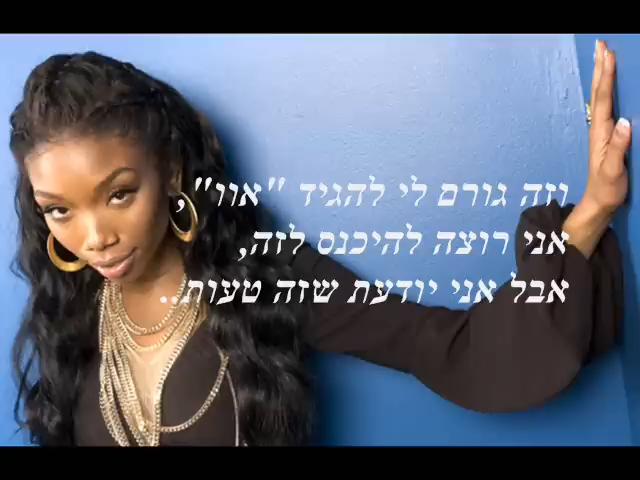 וזה גורם לי להגיד "אוו",
אני רוצה להיכנס לזה,
אבל אני יודעת שזה טעות..